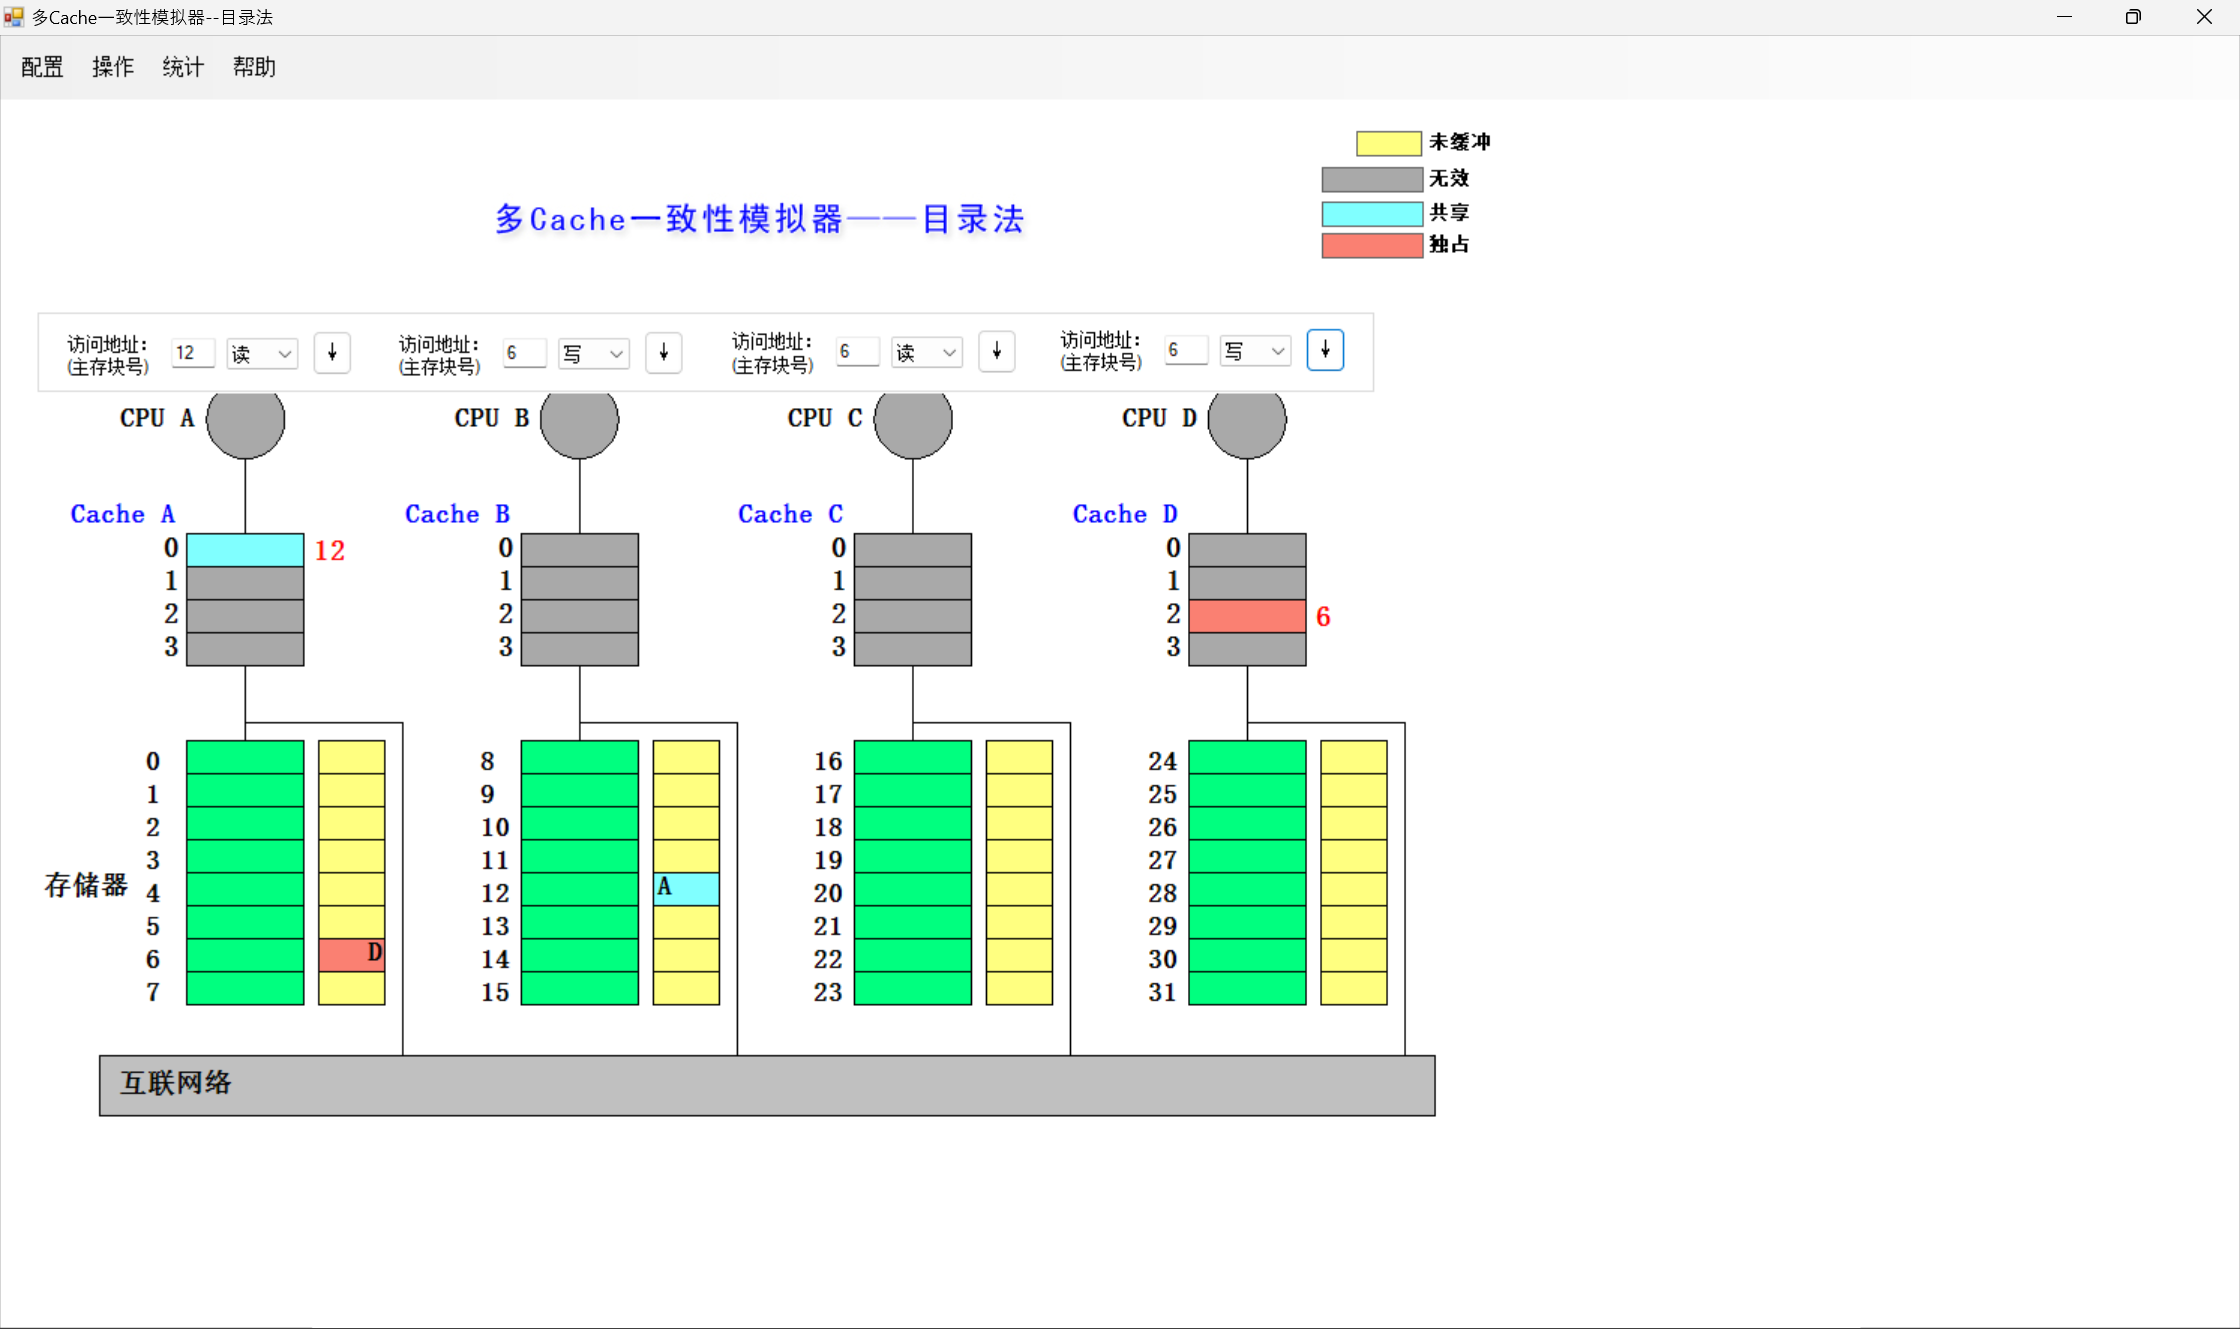 多Cache一致性模拟器--目录法
配置 操作 统计 帮助
未缓冲
无效
共享
独占
多Cache一致性模拟器——目录法
访问地址: (主存块号) 12 读 ↓ 访问地址: (主存块号) 6 写 ↓ 访问地址: (主存块号) 6 读 ↓ 访问地址: (主存块号) 6 写 ↓
CPU A CPU B CPU C CPU D
Cache A Cache B Cache C Cache D
0 12 0 0 0
1 1 1 1
2 2 2 2 6
3 3 3 3
0 8 16 24
1 9 17 25
2 10 18 26
3 11 19 27
存储器 4 12 A 20 28
5 13 21 29
6 D 14 22 30
7 15 23 31
互联网络